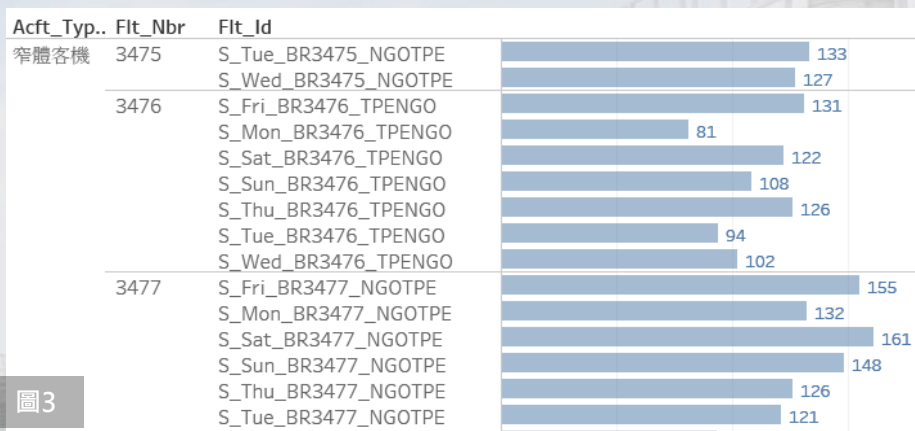 Acft_Typ.. Flt_Nbr Flt_Id
窄體客機 3475 S_Tue_BR3475_NGOTPE 133
S_Wed_BR3475_NGOTPE 127
3476 S_Fri_BR3476_TPENGO 131
S_Mon_BR3476_TPENGO 81
S_Sat_BR3476_TPENGO 122
S_Sun_BR3476_TPENGO 108
S_Thu_BR3476_TPENGO 126
S_Tue_BR3476_TPENGO 94
S_Wed_BR3476_TPENGO 102
3477 S_Fri_BR3477_NGOTPE 155
S_Mon_BR3477_NGOTPE 132
S_Sat_BR3477_NGOTPE 161
S_Sun_BR3477_NGOTPE 148
S_Thu_BR3477_NGOTPE 126
S_Tue_BR3477_NGOTPE 121
圖3